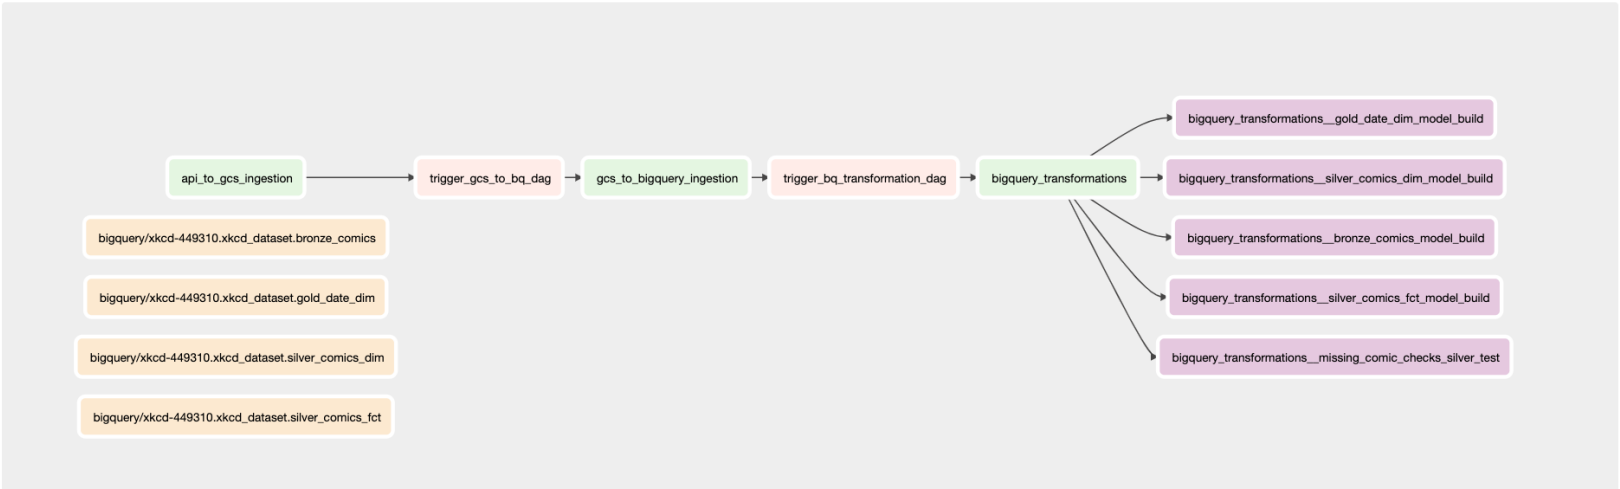 bigquery_transformations__gold_date_dim_model_build
api_to_gcs_ingestion
trigger_gcs_to_bq_dag
gcs_to_bigquery_ingestion
trigger_bq_transformation_dag
bigquery_transformations
bigquery_transformations__silver_comics_dim_model_build
bigquery/xkcd-449310.xkcd_dataset.bronze_comics
bigquery_transformations__bronze_comics_model_build
bigquery/xkcd-449310.xkcd_dataset.gold_date_dim
bigquery_transformations__silver_comics_fct_model_build
bigquery/xkcd-449310.xkcd_dataset.silver_comics_dim
bigquery_transformations__missing_comic_checks_silver_test
bigquery/xkcd-449310.xkcd_dataset.silver_comics_fct